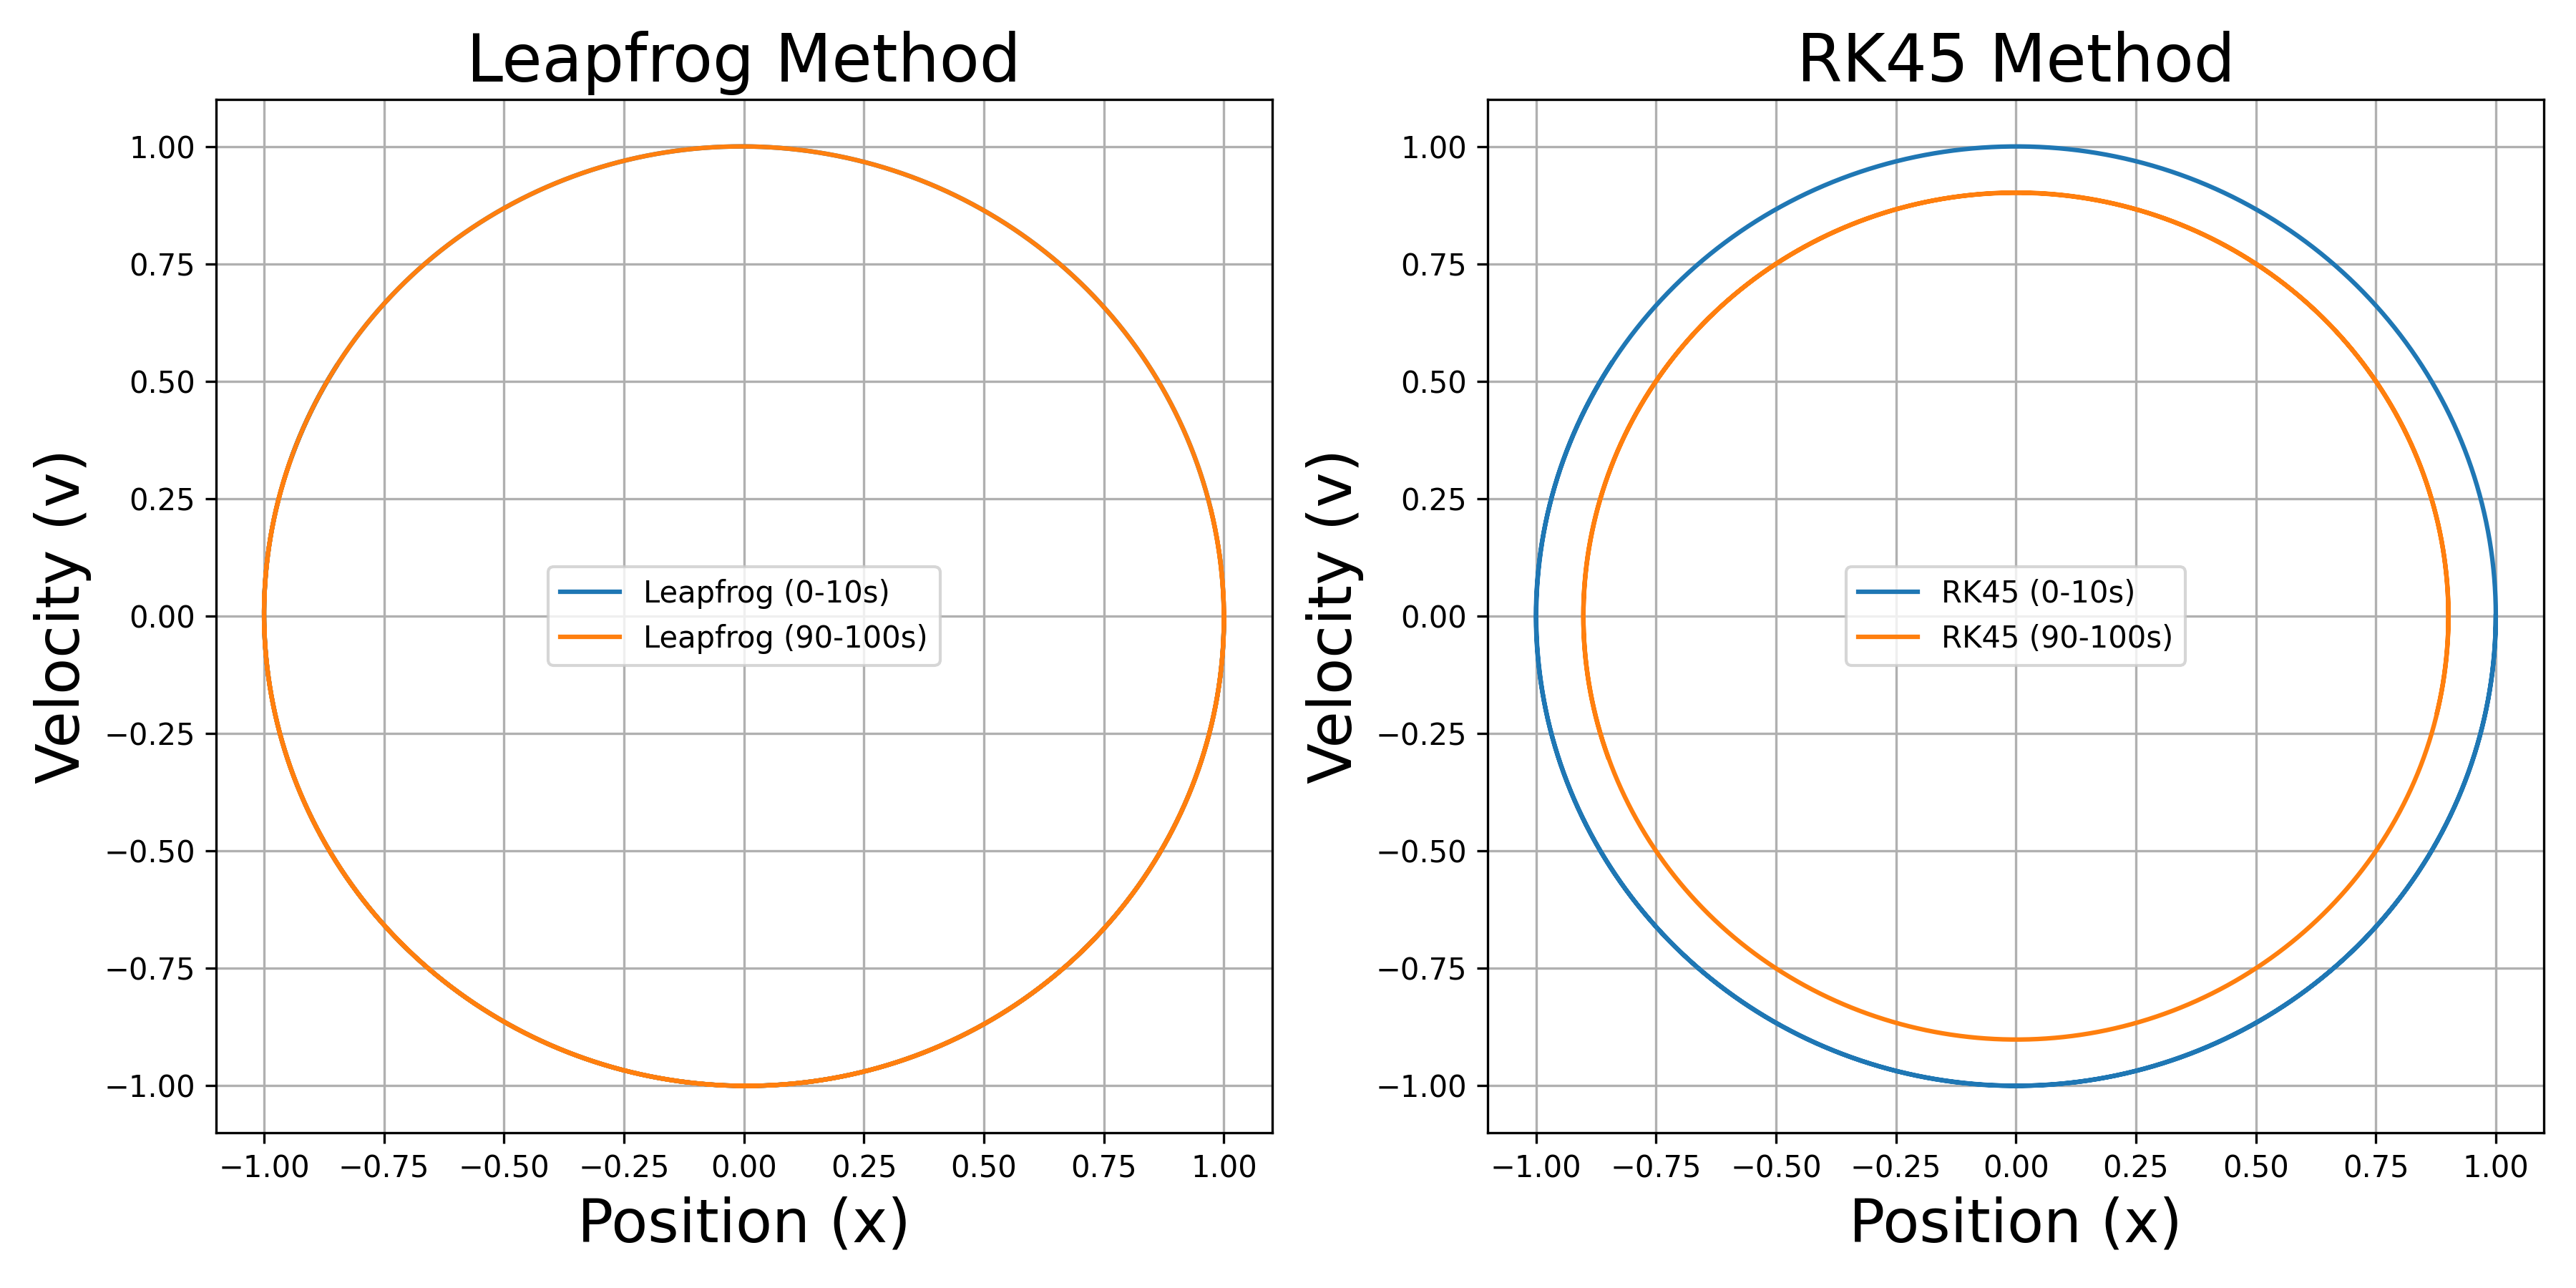 Leapfrog Method
Velocity (v)
1.00
0.75
0.50
0.25
0.00
−0.25
−0.50
−0.75
−1.00
Leapfrog (0-10s)
Leapfrog (90-100s)
−1.00 −0.75 −0.50 −0.25 0.00 0.25 0.50 0.75 1.00
Position (x)
RK45 Method
Velocity (v)
1.00
0.75
0.50
0.25
0.00
−0.25
−0.50
−0.75
−1.00
RK45 (0-10s)
RK45 (90-100s)
−1.00 −0.75 −0.50 −0.25 0.00 0.25 0.50 0.75 1.00
Position (x)